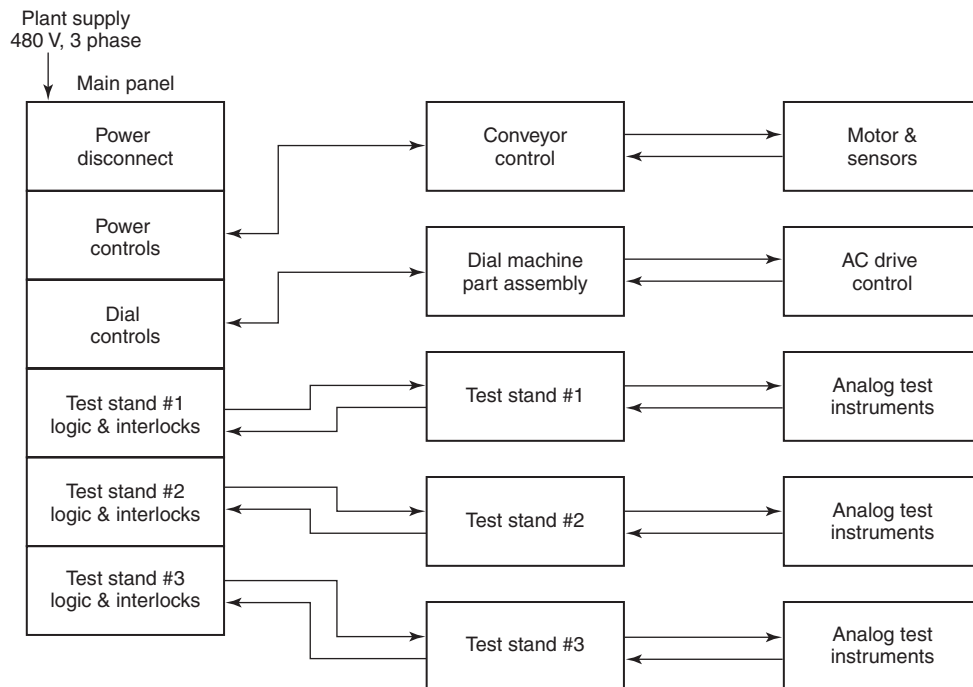 Plant supply
480 V, 3 phase
Main panel
Power
disconnect
Power
controls
Dial
controls
Test stand #1
logic & interlocks
Test stand #2
logic & interlocks
Test stand #3
logic & interlocks
Conveyor
control
Motor &
sensors
Dial machine
part assembly
AC drive
control
Test stand #1
Analog test
instruments
Test stand #2
Analog test
instruments
Test stand #3
Analog test
instruments